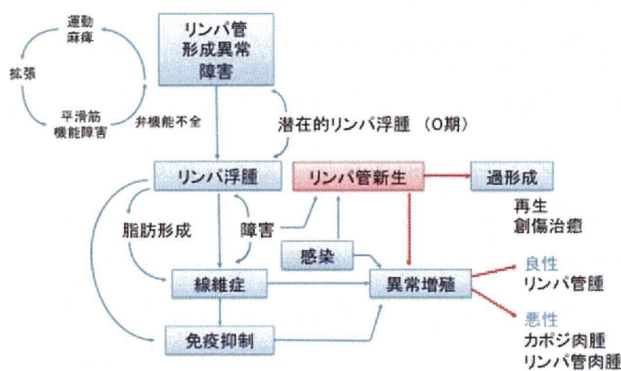 運動
麻痺
拡張
平滑筋
機能障害
弁機能不全
リンパ管
形成異常
障害
潜在的リンパ浮腫 (0期)
リンパ浮腫
リンパ管新生
過形成
再生
創傷治癒
脂肪形成
障害
感染
線維症
異常増殖
良性
リンパ管腫
免疫抑制
悪性
カポジ肉腫
リンパ管肉腫